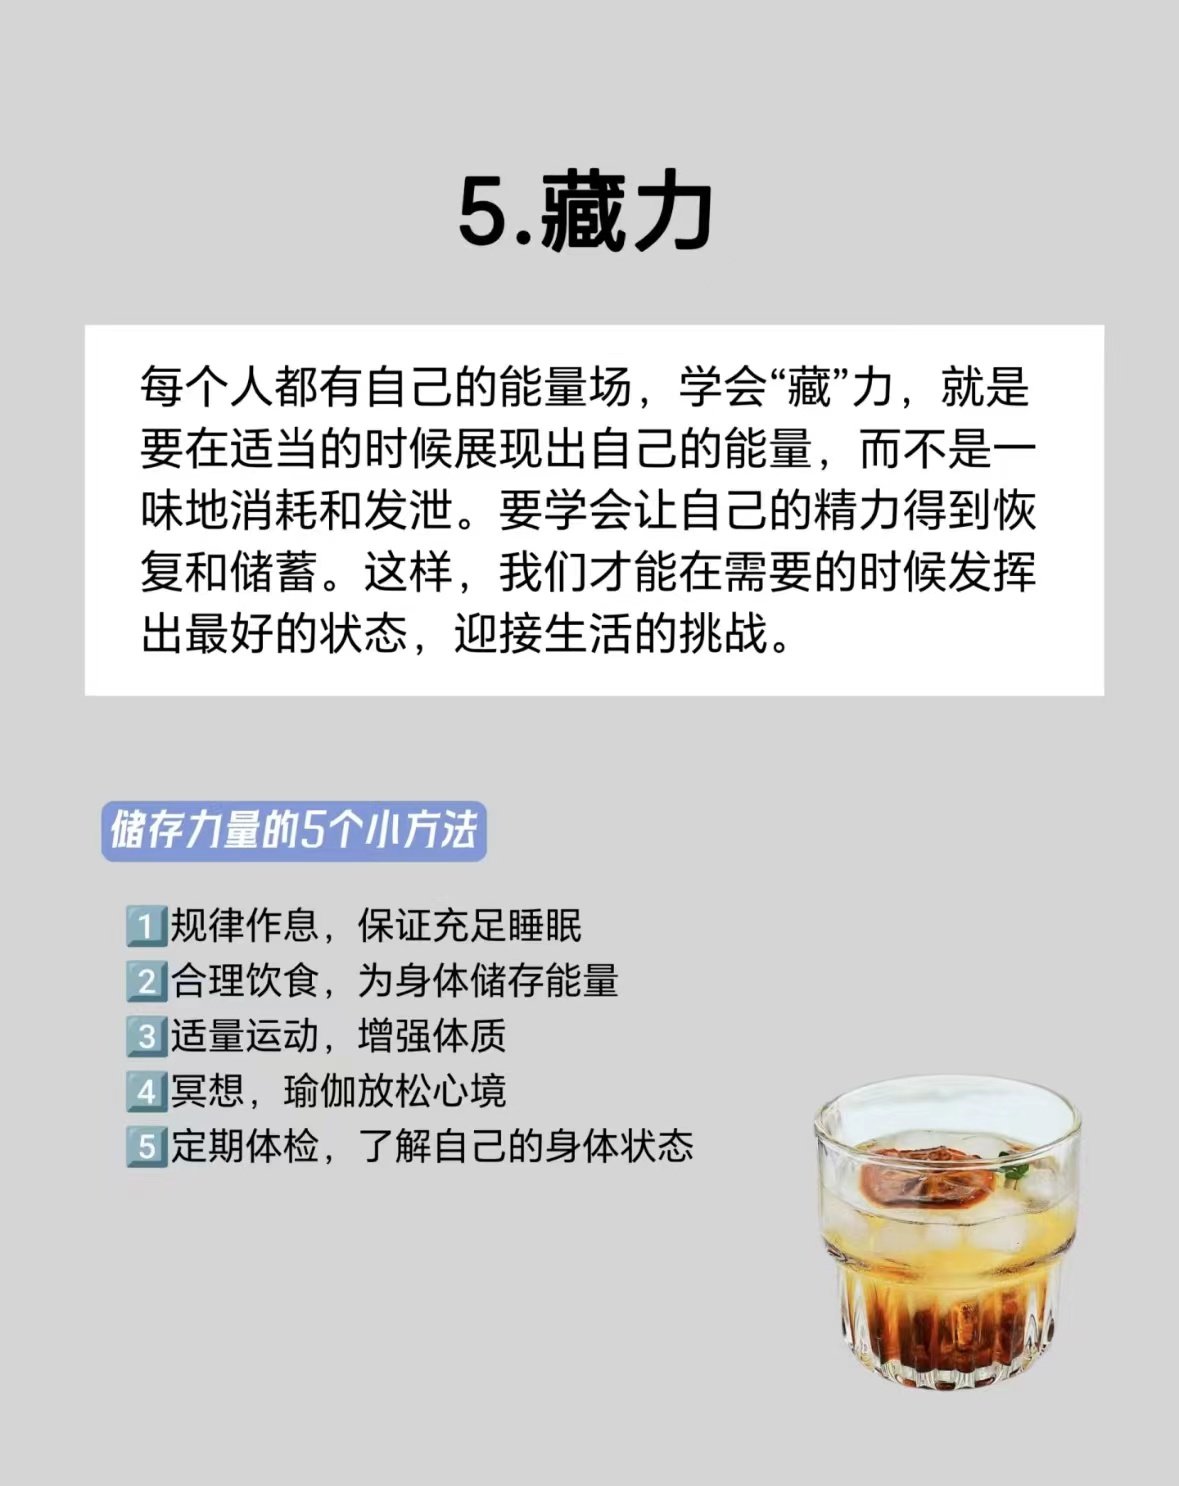 5.藏力
每个人都有自己的能量场，学会“藏”力，就是
要在适当的时候展现出自己的能量，而不是一
味地消耗和发泄。要学会让自己的精力得到恢
复和储蓄。这样，我们才能在需要的时候发挥
出最好的状态，迎接生活的挑战。
储存力量的5个小方法
1规律作息，保证充足睡眠
2合理饮食，为身体储存能量
3适量运动，增强体质
4冥想，瑜伽放松心境
5定期体检，了解自己的身体状态